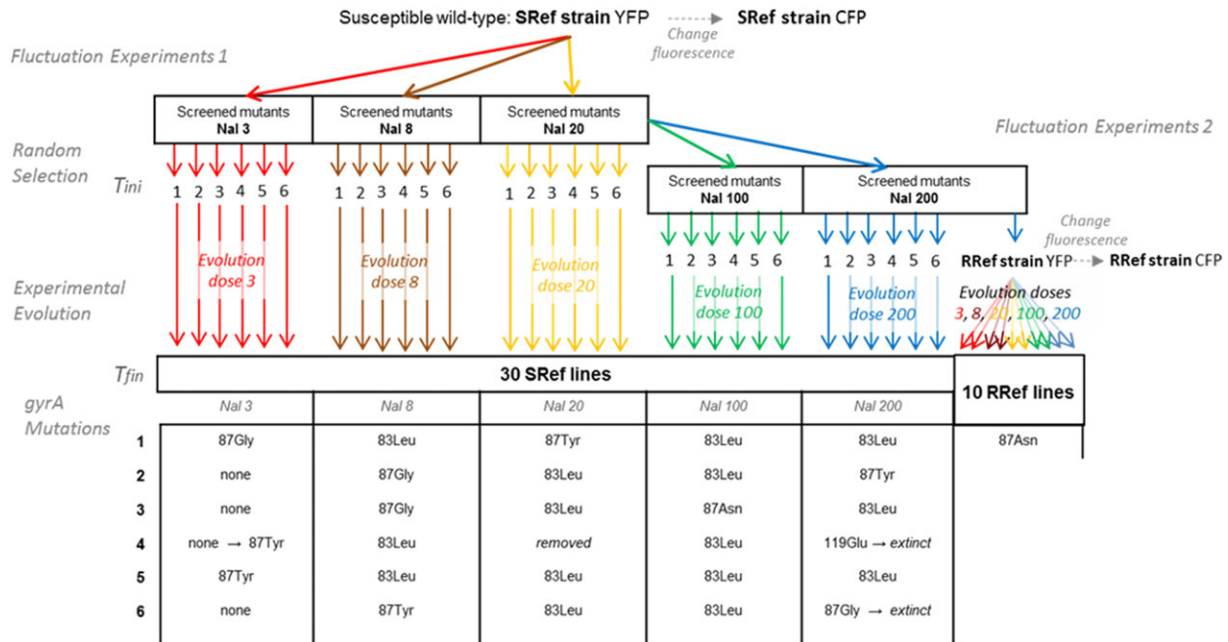 Susceptible wild-type: SRef strain YFP SRef strain CFP
Change
fluorescence
Fluctuation Experiments 1
Screened mutants
Nal 3
Screened mutants
Nal 8
Screened mutants
Nal 20
Fluctuation Experiments 2
Random
Selection
Tini
1 2 3 4 5 6
1 2 3 4 5 6
1 2 3 4 5 6
Screened mutants
Nal 100
Screened mutants
Nal 200
Change
fluorescence
1 2 3 4 5 6
1 2 3 4 5 6
RRef strain YFP RRef strain CFP
Experimental
Evolution
Evolution
dose 3
Evolution
dose 8
Evolution
dose 20
Evolution
dose 100
Evolution
dose 200
Evolution doses
3, 8, 20, 100, 200
Tfin
30 SRef lines
10 RRef lines
gyrA
Mutations
Nal 3 Nal 8 Nal 20 Nal 100 Nal 200
1 87Gly 83Leu 87Tyr 83Leu 83Leu 87Asn
2 none 87Gly 83Leu 83Leu 87Tyr
3 none 87Gly 83Leu 87Asn 83Leu
4 none → 87Tyr 83Leu removed 83Leu 119Glu → extinct
5 87Tyr 83Leu 83Leu 83Leu 83Leu
6 none 87Tyr 83Leu 83Leu 87Gly → extinct